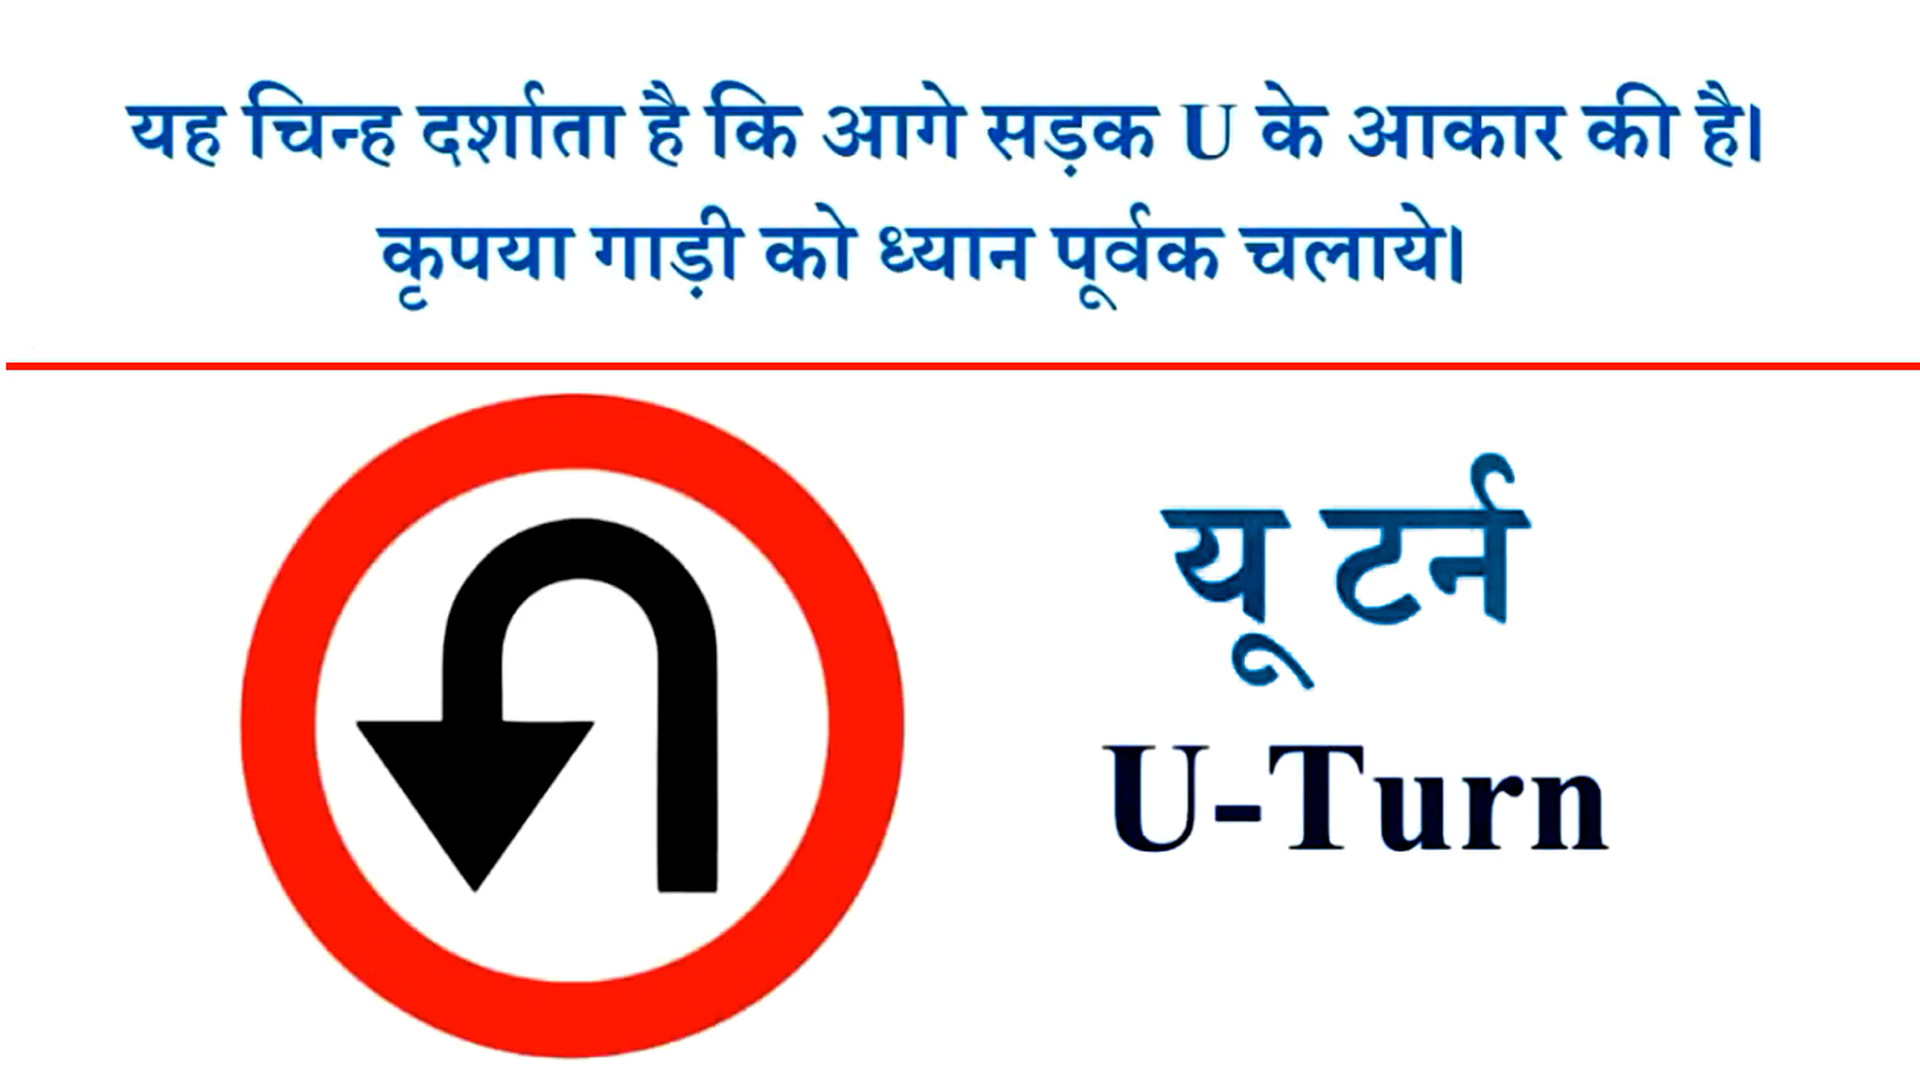 यह चिन्ह दर्शाता है कि आगे सड़क U के आकार की है।
कृपया गाड़ी को ध्यान पूर्वक चलाये।
यू टर्न
U-Turn